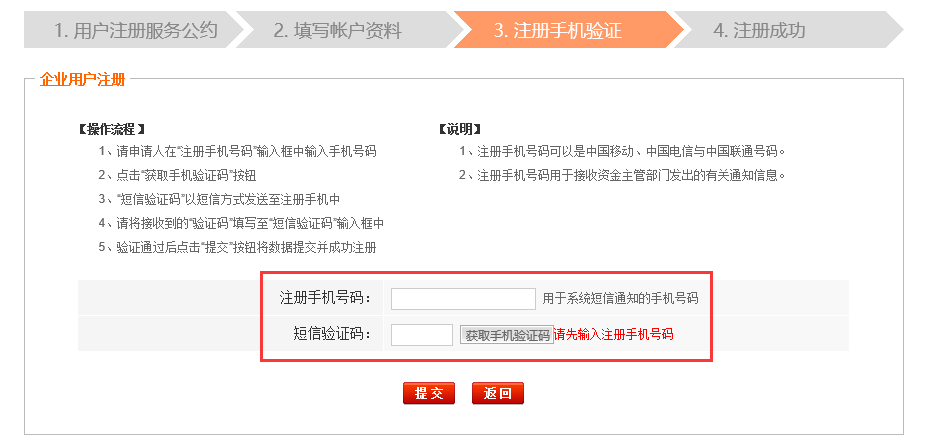 1. 用户注册服务公约
2. 填写帐户资料
3. 注册手机验证
4. 注册成功
企业用户注册
【操作流程】
1、请申请人在“注册手机号码”输入框中输入手机号码
2、点击“获取手机验证码”按钮
3、“短信验证码”以短信方式发送至注册手机中
4、请将接收到的“验证码”填写至“短信验证码”输入框中
5、验证通过后点击“提交”按钮将数据提交并成功注册
【说明】
1、注册手机号码可以是中国移动、中国电信与中国联通号码。
2、注册手机号码用于接收资金主管部门发出的有关通知信息。
注册手机号码： 用于系统短信通知的手机号码
短信验证码： 获取手机验证码 请先输入注册手机号码
提交 返回